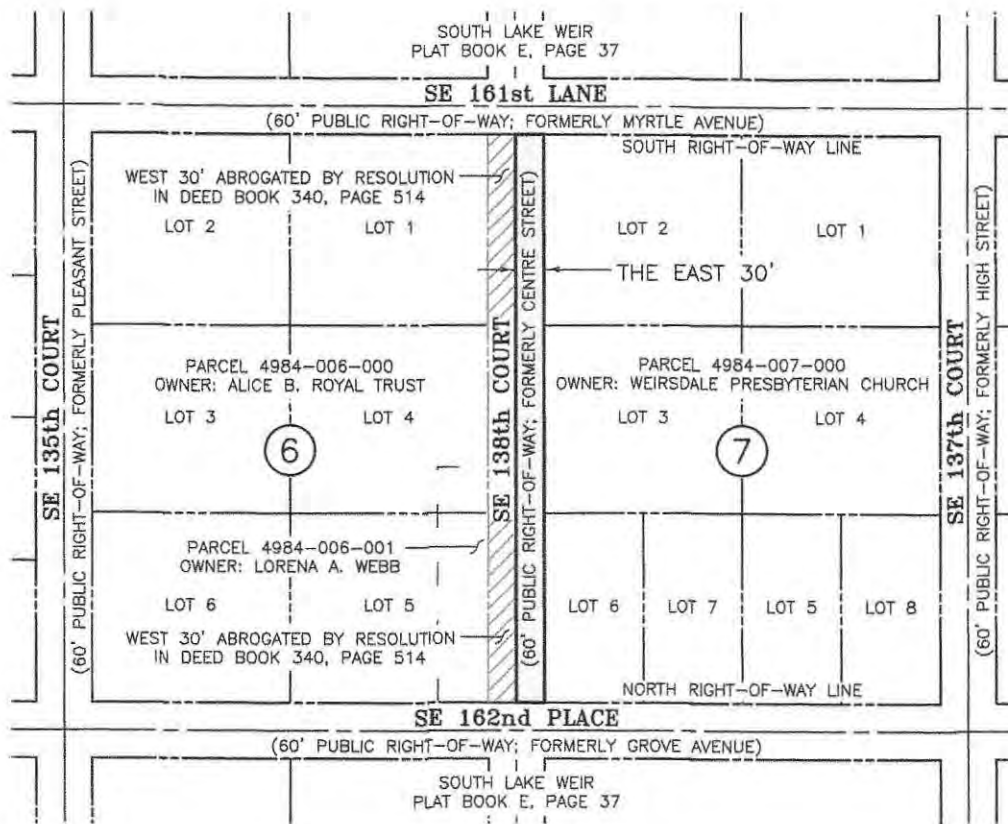 SOUTH LAKE WEIR
PLAT BOOK E, PAGE 37
SE 161st LANE
(60' PUBLIC RIGHT-OF-WAY; FORMERLY MYRTLE AVENUE)
SOUTH RIGHT-OF-WAY LINE
WEST 30' ABROGATED BY RESOLUTION
IN DEED BOOK 340, PAGE 514
LOT 2
LOT 1
LOT 2
LOT 1
THE EAST 30'
SE 135th COURT
(60' PUBLIC RIGHT-OF-WAY; FORMERLY PLEASANT STREET)
PARCEL 4984-006-000
OWNER: ALICE B. ROYAL TRUST
LOT 3
LOT 4
6
SE 138th COURT
(60' PUBLIC RIGHT-OF-WAY; FORMERLY CENTRE STREET)
PARCEL 4984-007-000
OWNER: WEIRSDALE PRESBYTERIAN CHURCH
LOT 3
LOT 4
7
SE 137th COURT
(60' PUBLIC RIGHT-OF-WAY; FORMERLY HIGH STREET)
PARCEL 4984-006-001
OWNER: LORENA A. WEBB
LOT 6
LOT 5
LOT 6
LOT 7
LOT 5
LOT 8
WEST 30' ABROGATED BY RESOLUTION
IN DEED BOOK 340, PAGE 514
NORTH RIGHT-OF-WAY LINE
SE 162nd PLACE
(60' PUBLIC RIGHT-OF-WAY; FORMERLY GROVE AVENUE)
SOUTH LAKE WEIR
PLAT BOOK E, PAGE 37